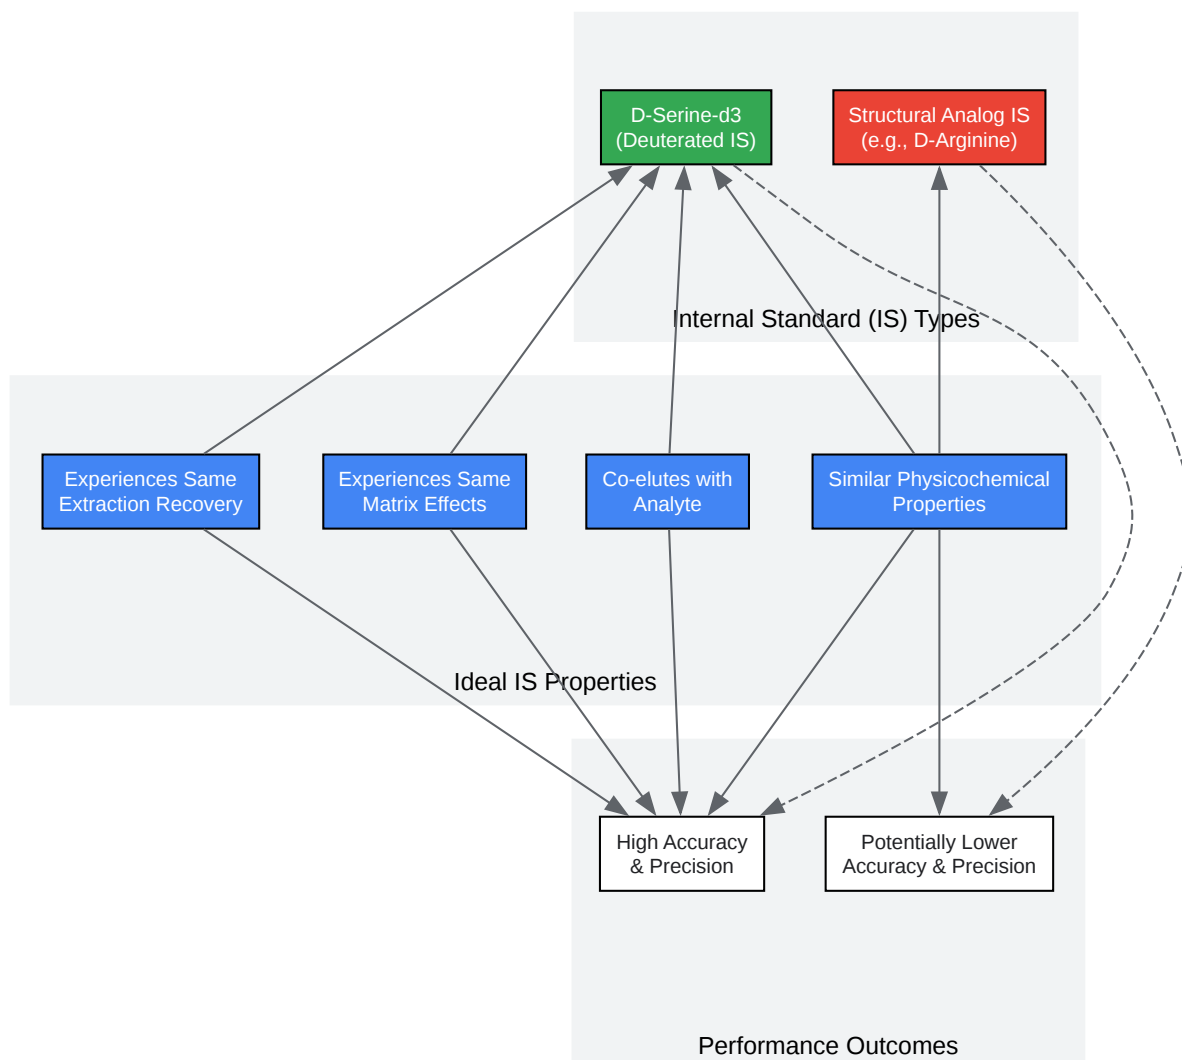 D-Serine-d3
(Deuterated IS)
Structural Analog IS
(e.g., D-Arginine)
Internal Standard (IS) Types
Experiences Same
Extraction Recovery
Experiences Same
Matrix Effects
Co-elutes with
Analyte
Similar Physicochemical
Properties
Ideal IS Properties
High Accuracy
& Precision
Potentially Lower
Accuracy & Precision
Performance Outcomes